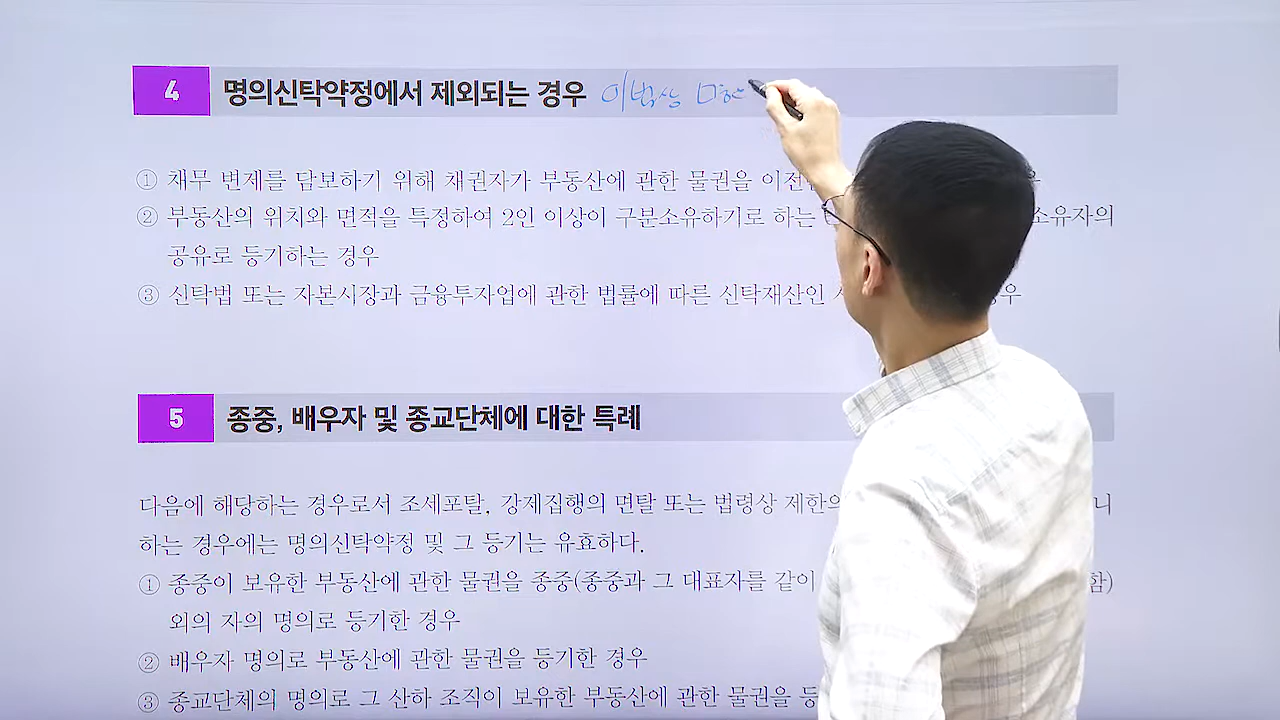 4 명의신탁약정에서 제외되는 경우 이 법상
① 채무 변제를 담보하기 위해 채권자가 부동산에 관한 물권을
② 부동산의 위치와 면적을 특정하여 2인 이상이 구분소유하기로 하는 소유자의
공유로 등기하는 경우
③ 신탁법 또는 자본시장과 금융투자업에 관한 법률에 따른 신탁재산인
5 종중, 배우자 및 종교단체에 대한 특례
다음에 해당하는 경우로서 조세포탈, 강제집행의 면탈 또는 법령상
하는 경우에는 명의신탁약정 및 그 등기는 유효하다.
① 종중이 보유한 부동산에 관한 물권을 종중(종중과 그 대표자를 같이 함)
외의 자의 명의로 등기한 경우
② 배우자 명의로 부동산에 관한 물권을 등기한 경우
③ 종교단체의 명의로 그 산하 조직이 보유한 부동산에 관한 물권을